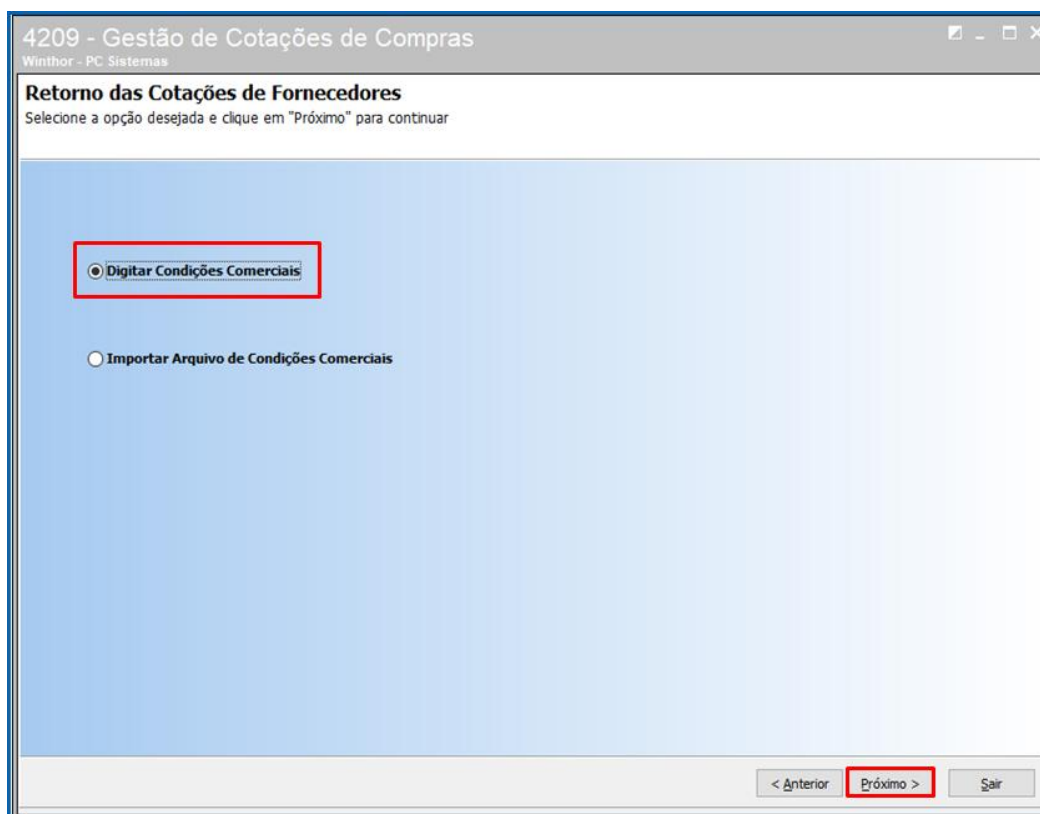 4209 - Gestão de Cotações de Compras
Winthor - PC Sistemas
Retorno das Cotações de Fornecedores
Selecione a opção desejada e clique em "Próximo" para continuar
Digitar Condições Comerciais
Importar Arquivo de Condições Comerciais
< Anterior Próximo > Sair